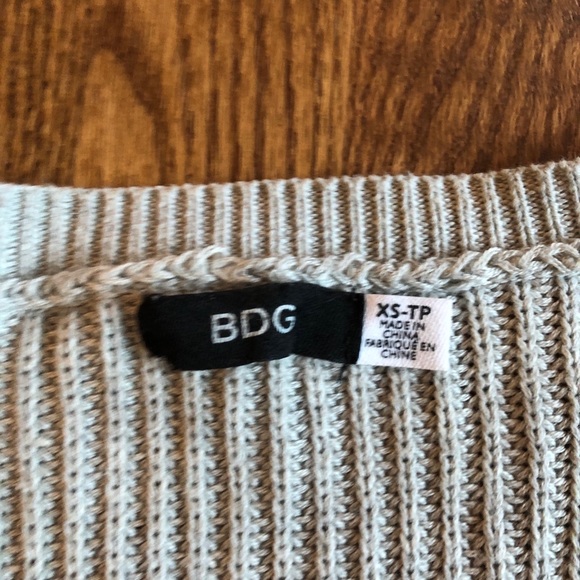 BDG
XS-TP
MADE IN
CHINA
FABRIQUÉ EN
CHINE